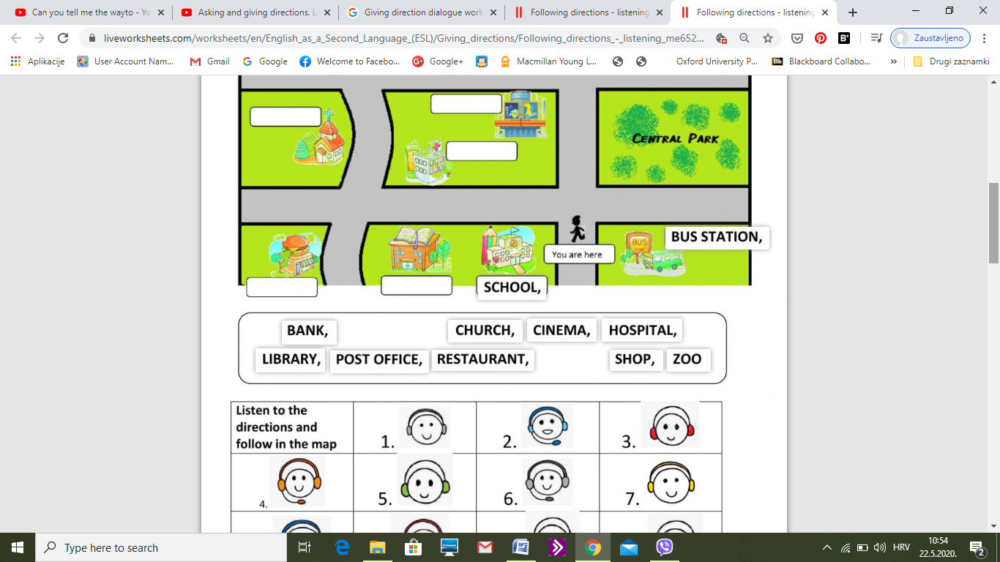 Can you tell me the wayto - Yo
Asking and giving directions. L
Giving direction dialogue work
Following directions - listening
Following directions - listening
liveworksheets.com/worksheets/en/English_as_a_Second_Language_(ESL)/Giving_directions/Following_directions_-_listening_me652...
Zaustavljeno
Aplikacije
User Account Nam...
Gmail
Google
Welcome to Facebo...
Google+
Macmillan Young L...
Oxford University P...
Blackboard Collabo...
»
Drugi zaznamki
CENTRAL PARK
BUS
BUS STATION,
You are here
SCHOOL,
BANK,
CHURCH,
CINEMA,
HOSPITAL,
LIBRARY,
POST OFFICE,
RESTAURANT,
SHOP,
ZOO
Listen to the
directions and
follow in the map
1.
2.
3.
4.
5.
6.
7.
Type here to search
HRV
10:54
22.5.2020.
2